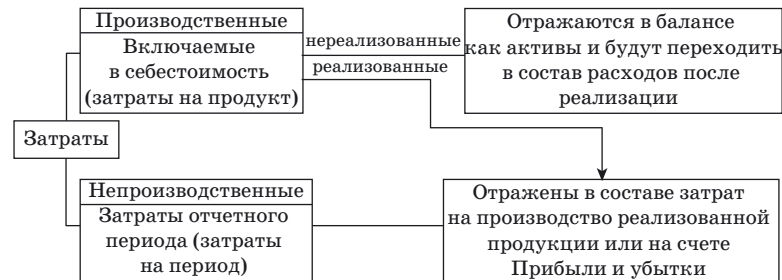 Производственные
Включаемые
в себестоимость
(затраты на продукт)
нереализованные
реализованные
Отражаются в балансе
как активы и будут переходить
в состав расходов после
реализации
Затраты
Непроизводственные
Затраты отчетного
периода (затраты
на период)
Отражены в составе затрат
на производство реализованной
продукции или на счете
Прибыли и убытки